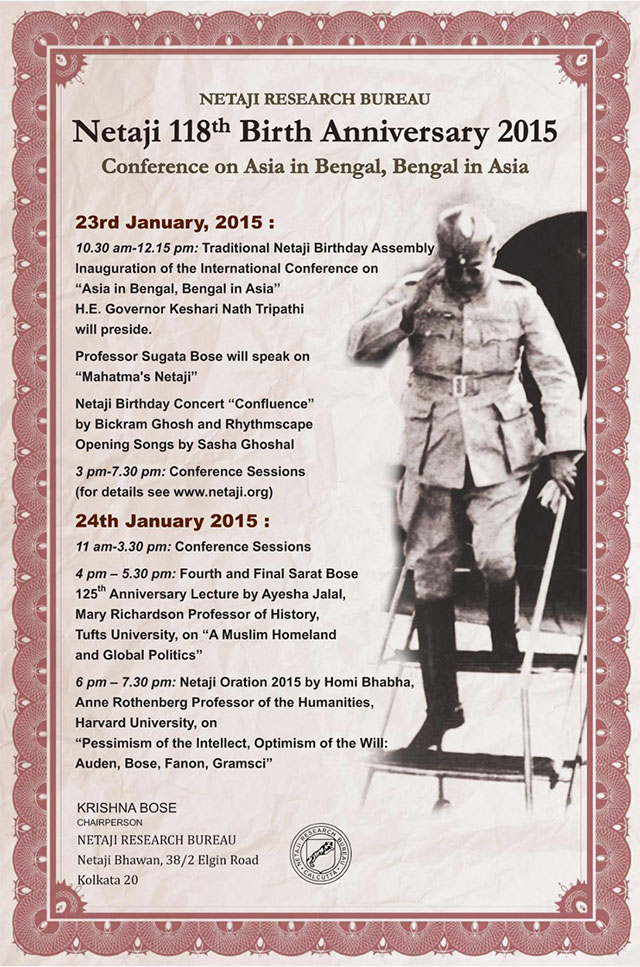 NETAJI RESEARCH BUREAU
Netaji 118th Birth Anniversary 2015
Conference on Asia in Bengal, Bengal in Asia
23rd January, 2015 :
10.30 am-12.15 pm: Traditional Netaji Birthday Assembly
Inauguration of the International Conference on
“Asia in Bengal, Bengal in Asia”
H.E. Governor Keshari Nath Tripathi
will preside.
Professor Sugata Bose will speak on
“Mahatma's Netaji”
Netaji Birthday Concert “Confluence”
by Bickram Ghosh and Rhythmscape
Opening Songs by Sasha Ghoshal
3 pm-7.30 pm: Conference Sessions
(for details see www.netaji.org)
24th January 2015 :
11 am-3.30 pm: Conference Sessions
4 pm – 5.30 pm: Fourth and Final Sarat Bose
125th Anniversary Lecture by Ayesha Jalal,
Mary Richardson Professor of History,
Tufts University, on “A Muslim Homeland
and Global Politics”
6 pm – 7.30 pm: Netaji Oration 2015 by Homi Bhabha,
Anne Rothenberg Professor of the Humanities,
Harvard University, on
“Pessimism of the Intellect, Optimism of the Will:
Auden, Bose, Fanon, Gramsci”
KRISHNA BOSE
CHAIRPERSON
NETAJI RESEARCH BUREAU
Netaji Bhawan, 38/2 Elgin Road
Kolkata 20
NETAJI RESEARCH BUREAU
CALCUTTA